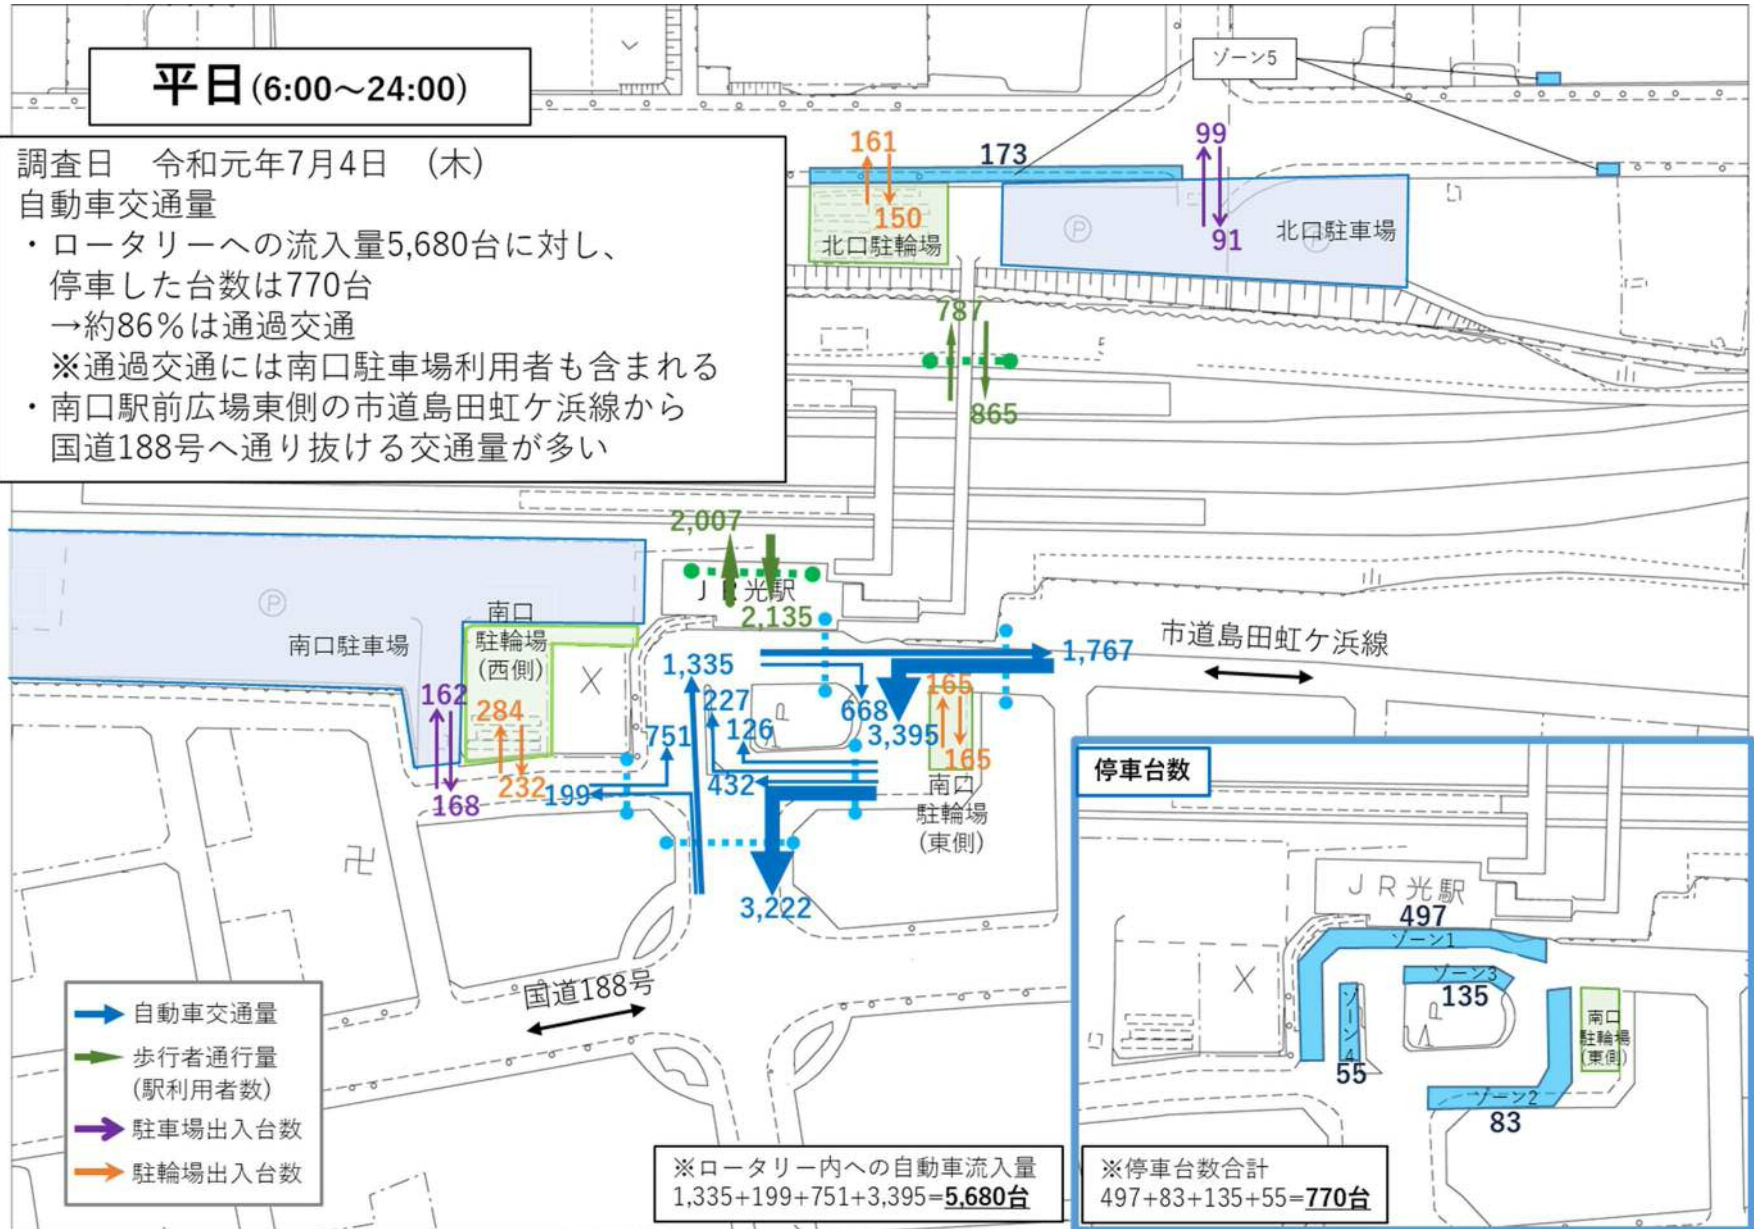 平日(6:00～24:00)
調査日　令和元年7月4日　(木)
自動車交通量
・ロータリーへの流入量5,680台に対し、
停車した台数は770台
→約86％は通過交通
※通過交通には南口駐車場利用者も含まれる
・南口駅前広場東側の市道島田虹ケ浜線から
国道188号へ通り抜ける交通量が多い
ゾーン5
161
173
99
150
91
北口駐輪場
P
北口駐車場
P
787
865
2,007
JR光駅
2,135
P
南口駐車場
南口
駐輪場
(西側)
市道島田虹ケ浜線
1,767
1,335
162
284
227
126
751
668
3,395
165
165
232
199
168
432
南口
駐輪場
(東側)
3,222
国道188号
自動車交通量
歩行者通行量
(駅利用者数)
駐車場出入台数
駐輪場出入台数
※ロータリー内への自動車流入量
1,335+199+751+3,395=5,680台
停車台数
JR光駅
497
ゾーン1
ゾーン3
135
ゾーン4
55
ゾーン2
83
南口
駐輪場
(東側)
※停車台数合計
497+83+135+55=770台